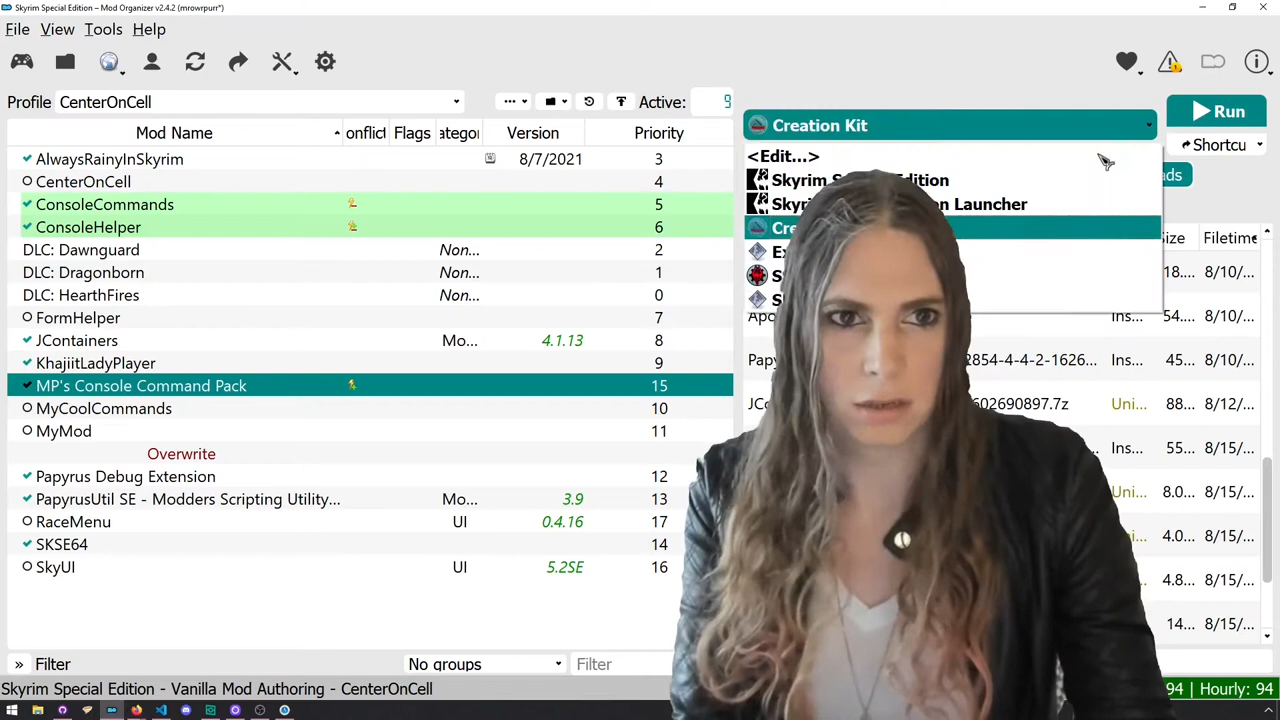 Skyrim Special Edition – Mod Organizer v2.4.2 (mrowrpurr*)
File View Tools Help
Profile CenterOnCell Active: 9
Mod Name onflict Flags ategor Version Priority
AlwaysRainyInSkyrim 8/7/2021 3
CenterOnCell 4
ConsoleCommands 5
ConsoleHelper 6
DLC: Dawnguard Non... 2
DLC: Dragonborn Non... 1
DLC: HearthFires Non... 0
FormHelper 7
JContainers Mo... 4.1.13 8
KhajiitLadyPlayer 9
MP's Console Command Pack 15
MyCoolCommands 10
MyMod 11
Overwrite
Papyrus Debug Extension 12
PapyrusUtil SE - Modders Scripting Utility... Mo... 3.9 13
RaceMenu UI 0.4.16 17
SKSE64 14
SkyUI UI 5.2SE 16
» Filter No groups Filter
Skyrim Special Edition - Vanilla Mod Authoring - CenterOnCell
Creation Kit
Run
Shortcu
<Edit...>
Skyrim Edition
Launcher
ads
ize Filetime
18... 8/10/...
Ins... 54... 8/10/...
2854-4-4-2-1626... Ins... 45... 8/10/...
602690897.7z Uni... 88... 8/12/...
Ins... 55... 8/15/...
Uni... 8.0... 8/15/...
4.0... 8/15/...
4.8... 8/15/...
14... 8/15/...
94 | Hourly: 94